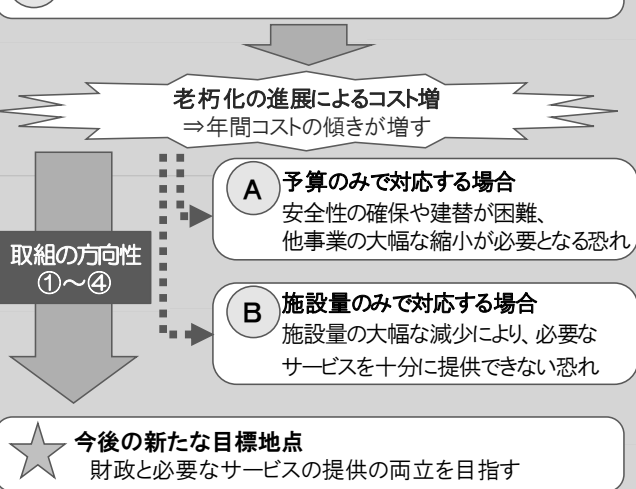 老朽化の進展によるコスト増
⇒年間コストの傾きが増す
A
予算のみで対応する場合
安全性の確保や建替が困難、
他事業の大幅な縮小が必要となる恐れ
取組の方向性
①～④
B
施設量のみで対応する場合
施設量の大幅な減少により、必要な
サービスを十分に提供できない恐れ
今後の新たな目標地点
財政と必要なサービスの提供の両立を目指す